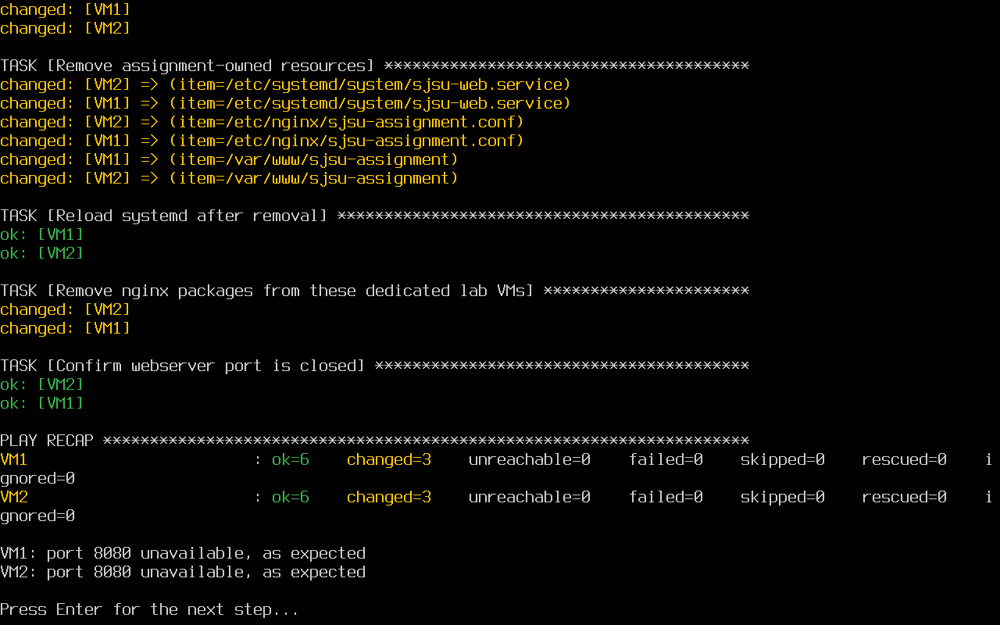 changed: [VM1]
changed: [VM2]

TASK [Remove assignment-owned resources] ***************************************
changed: [VM2] => (item=/etc/systemd/system/sjsu-web.service)
changed: [VM1] => (item=/etc/systemd/system/sjsu-web.service)
changed: [VM2] => (item=/etc/nginx/sjsu-assignment.conf)
changed: [VM1] => (item=/etc/nginx/sjsu-assignment.conf)
changed: [VM1] => (item=/var/www/sjsu-assignment)
changed: [VM2] => (item=/var/www/sjsu-assignment)

TASK [Reload systemd after removal] ********************************************
ok: [VM1]
ok: [VM2]

TASK [Remove nginx packages from these dedicated lab VMs] **********************
changed: [VM2]
changed: [VM1]

TASK [Confirm webserver port is closed] ****************************************
ok: [VM2]
ok: [VM1]

PLAY RECAP *********************************************************************
VM1                        : ok=6    changed=3    unreachable=0    failed=0    skipped=0    rescued=0    i
gnored=0
VM2                        : ok=6    changed=3    unreachable=0    failed=0    skipped=0    rescued=0    i
gnored=0

VM1: port 8080 unavailable, as expected
VM2: port 8080 unavailable, as expected

Press Enter for the next step...